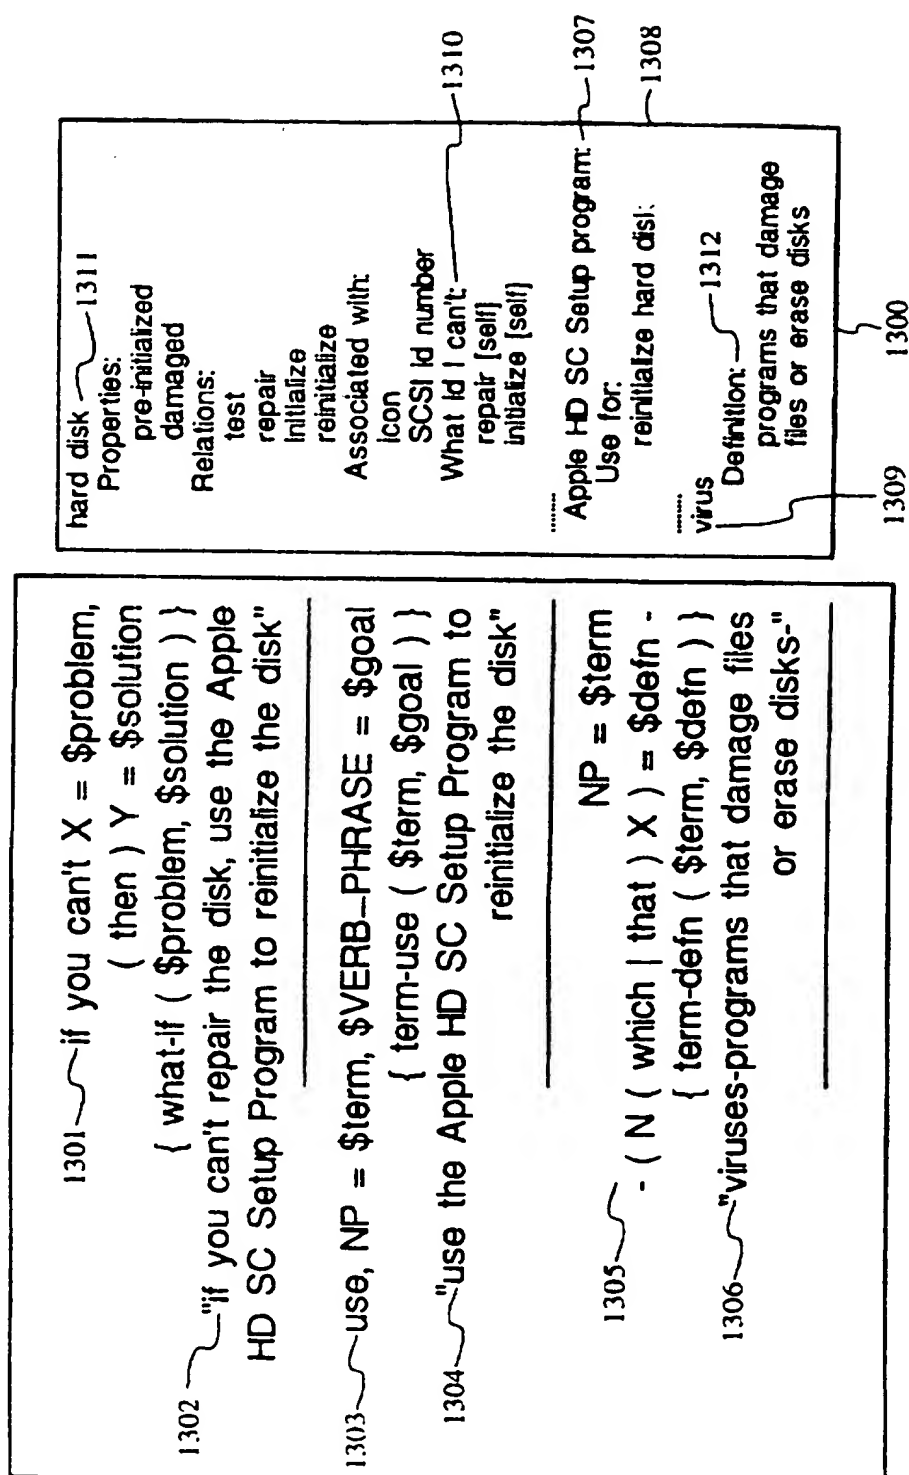 1301 if you can't X = $problem,
( then ) Y = $solution
{ what-if ( $problem, $solution ) }
1302 "if you can't repair the disk, use the Apple
HD SC Setup Program to reinitialize the disk"
1303 use, NP = $term, $VERB–PHRASE = $goal
{ term-use ( $term, $goal ) }
1304 "use the Apple HD SC Setup Program to
reinitialize the disk"
NP = $term
1305 - ( N ( which | that ) X ) = $defn -
{ term-defn ( $term, $defn ) }
1306 "viruses-programs that damage files
or erase disks-"
hard disk 1311
Properties:
pre-initialized
damaged
Relations:
test
repair
initialize
reinitialize
Associated with:
icon
SCSI id number
What id I can't: 1310
repair [self]
initialize [self]
........
Apple HD SC Setup program: 1307
Use for:
reinitialize hard disl:
1308
........
virus
Definition: 1312
programs that damage
files or erase disks
1309
1300